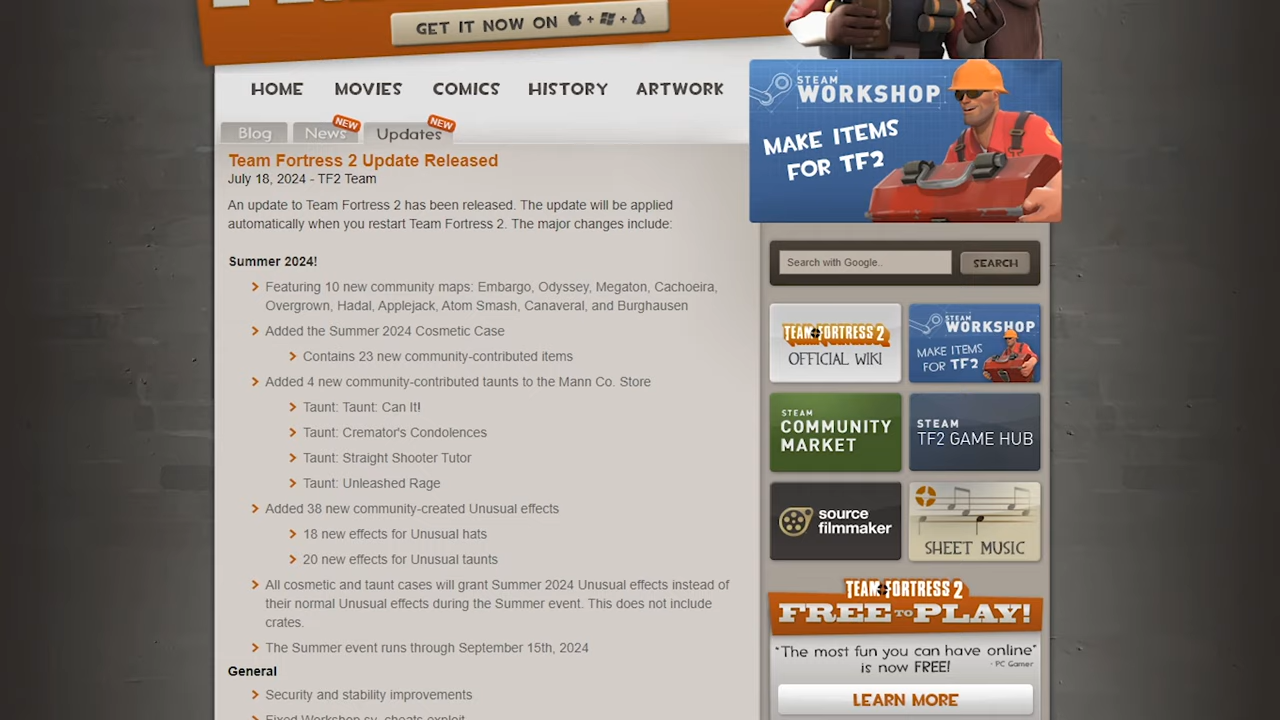 GET IT NOW ON + +
HOME MOVIES COMICS HISTORY ARTWORK
Blog News NEW Updates NEW
Team Fortress 2 Update Released
July 18, 2024 - TF2 Team
An update to Team Fortress 2 has been released. The update will be applied
automatically when you restart Team Fortress 2. The major changes include:
Summer 2024!
Featuring 10 new community maps: Embargo, Odyssey, Megaton, Cachoeira,
Overgrown, Hadal, Applejack, Atom Smash, Canaveral, and Burghausen
Added the Summer 2024 Cosmetic Case
Contains 23 new community-contributed items
Added 4 new community-contributed taunts to the Mann Co. Store
Taunt: Taunt: Can It!
Taunt: Cremator's Condolences
Taunt: Straight Shooter Tutor
Taunt: Unleashed Rage
Added 38 new community-created Unusual effects
18 new effects for Unusual hats
20 new effects for Unusual taunts
All cosmetic and taunt cases will grant Summer 2024 Unusual effects instead of
their normal Unusual effects during the Summer event. This does not include
crates.
The Summer event runs through September 15th, 2024
General
Security and stability improvements
Fixed Workshop sv_cheats exploit
STEAM
WORKSHOP
MAKE ITEMS
FOR TF2
Search with Google..
SEARCH
TEAM FORTRESS 2
OFFICIAL WIKI
STEAM
WORKSHOP
MAKE ITEMS
FOR TF2
STEAM
COMMUNITY
MARKET
STEAM
TF2 GAME HUB
source
filmmaker
SHEET MUSIC
TEAM FORTRESS 2
FREE TO PLAY!
"The most fun you can have online"
is now FREE! - PC Gamer
LEARN MORE